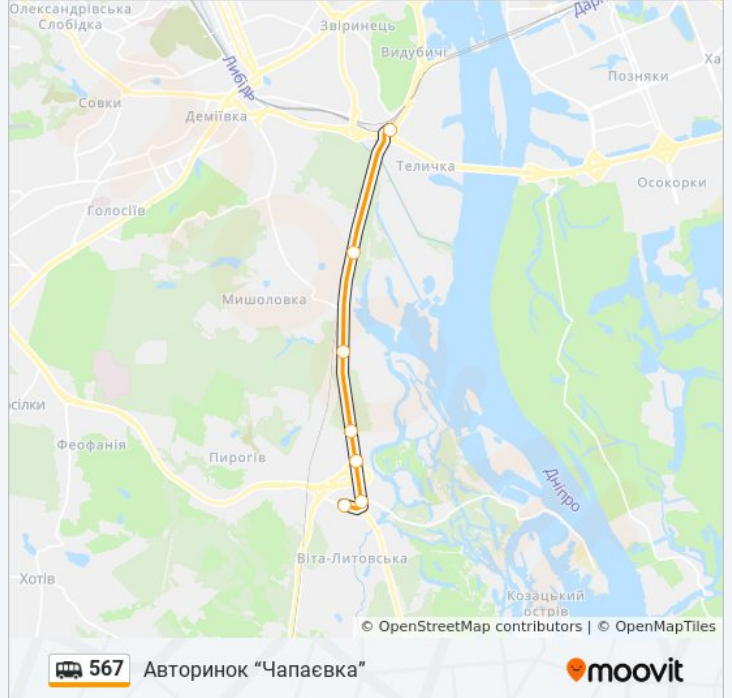 Олександрівська
Слобідка
Звіринець
Дар
Видубичі
Либідь
Ха
Позняки
Совки
Деміївка
Теличка
Осокорки
Голосіїв
Мишоловка
осілки
Феофанія
Пирогів
Дніпро
Віта-Литовська
Хотів
Козацький
острів
© OpenStreetMap contributors | © OpenMapTiles
567 Авторинок “Чапаєвка” moovit